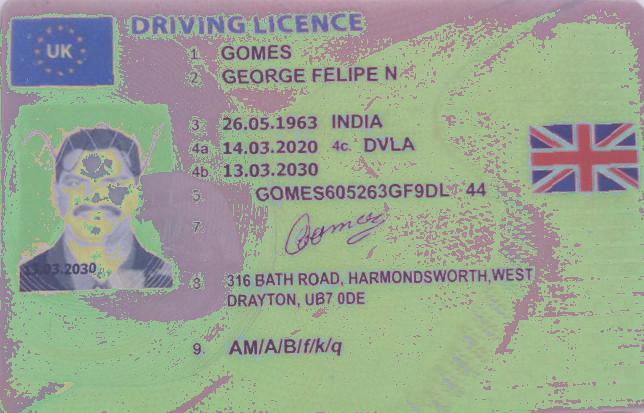 DRIVING LICENCE
UK
1. GOMES
2. GEORGE FELIPE N
3. 26.05.1963 INDIA
4a 14.03.2020 4c. DVLA
4b 13.03.2030
5. GOMES605263GF9DL 44
7.
13.03.2030
8 316 BATH ROAD, HARMONDSWORTH,WEST
DRAYTON, UB7 0DE
9. AM/A/B/f/k/q